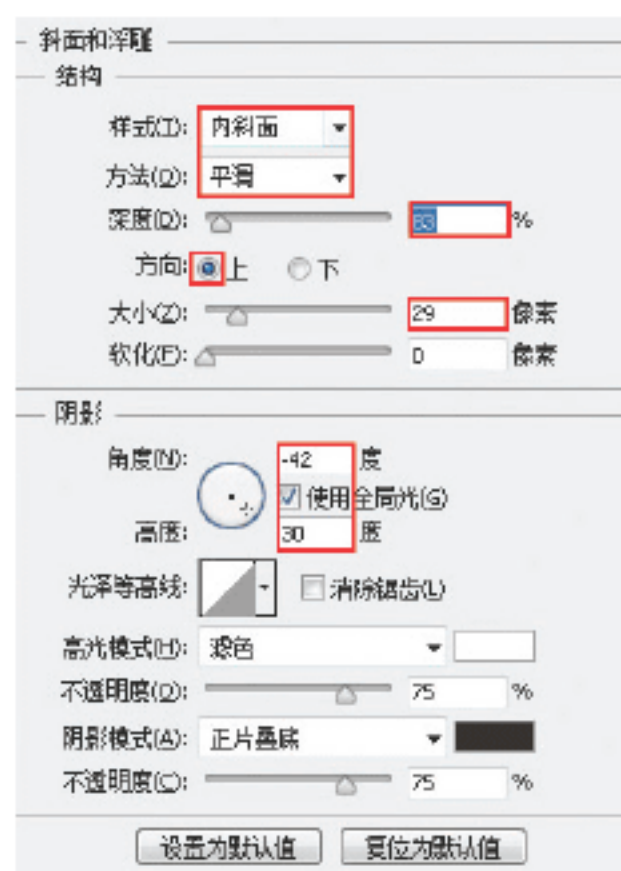 斜面和浮雕
结构
样式(T): 内斜面
方法(Q): 平滑
深度(D): 83 %
方向: 上 下
大小(Z): 29 像素
软化(F): 0 像素
阴影
角度(N): -42 度
使用全局光(G)
高度: 30 度
光泽等高线: 消除锯齿(L)
高光模式(H): 滤色
不透明度(O): 75 %
阴影模式(A): 正片叠底
不透明度(C): 75 %
设置为默认值 复位为默认值